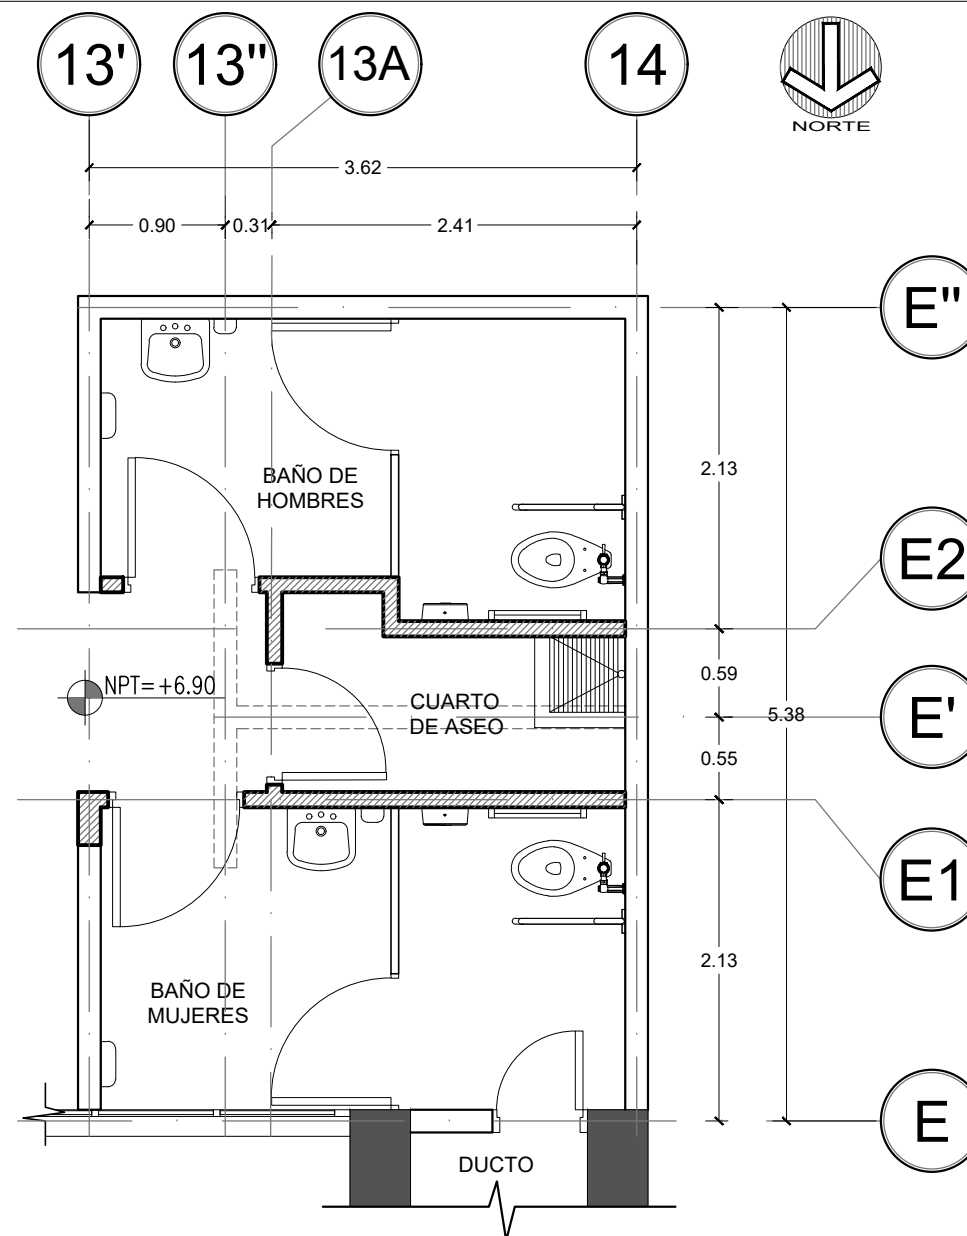 13'
13"
13A
14
NORTE
3.62
0.90
0.31
2.41
E"
2.13
BAÑO DE
HOMBRES
E2
NPT=+6.90
0.59
CUARTO
DE ASEO
5.38
E'
0.55
E1
2.13
BAÑO DE
MUJERES
E
DUCTO